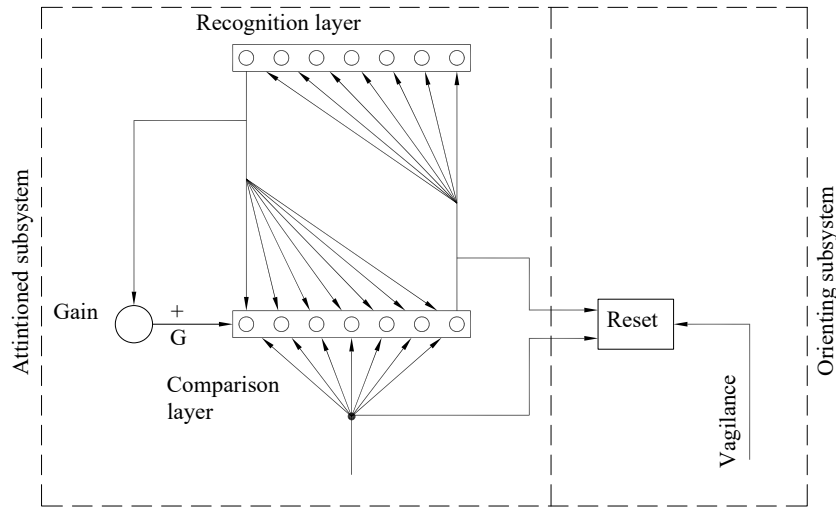 Recognition layer
Attintioned subsystem
Gain
+
G
Comparison
layer
Reset
Vagilance
Orienting subsystem